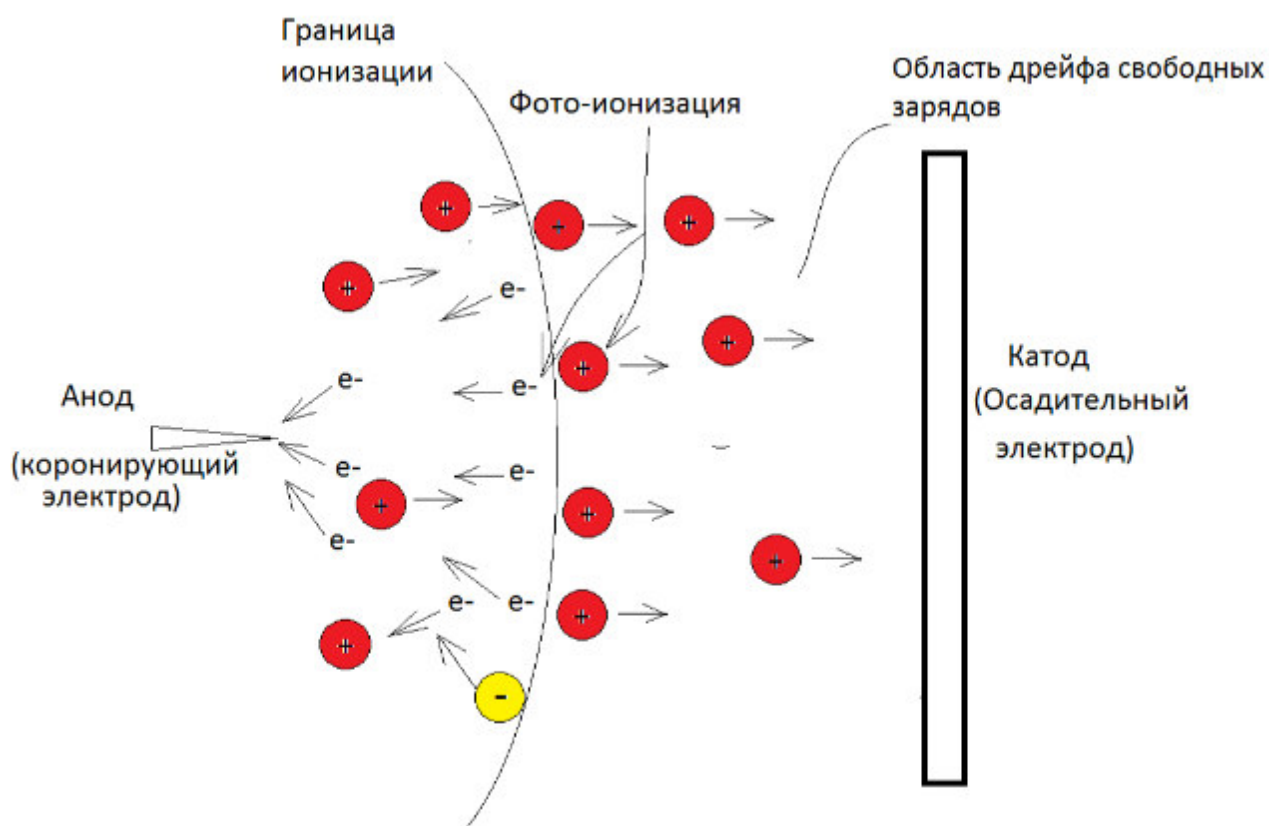 Граница
ионизации
Фото-ионизация
Область дрейфа свободных
зарядов
+
+
+
+
e-
+
+
e-
e-
Анод
(коронирующий
электрод)
Катод
(Осадительный
электрод)
e-
e-
+
+
e-
+
e-
e-
+
+
-